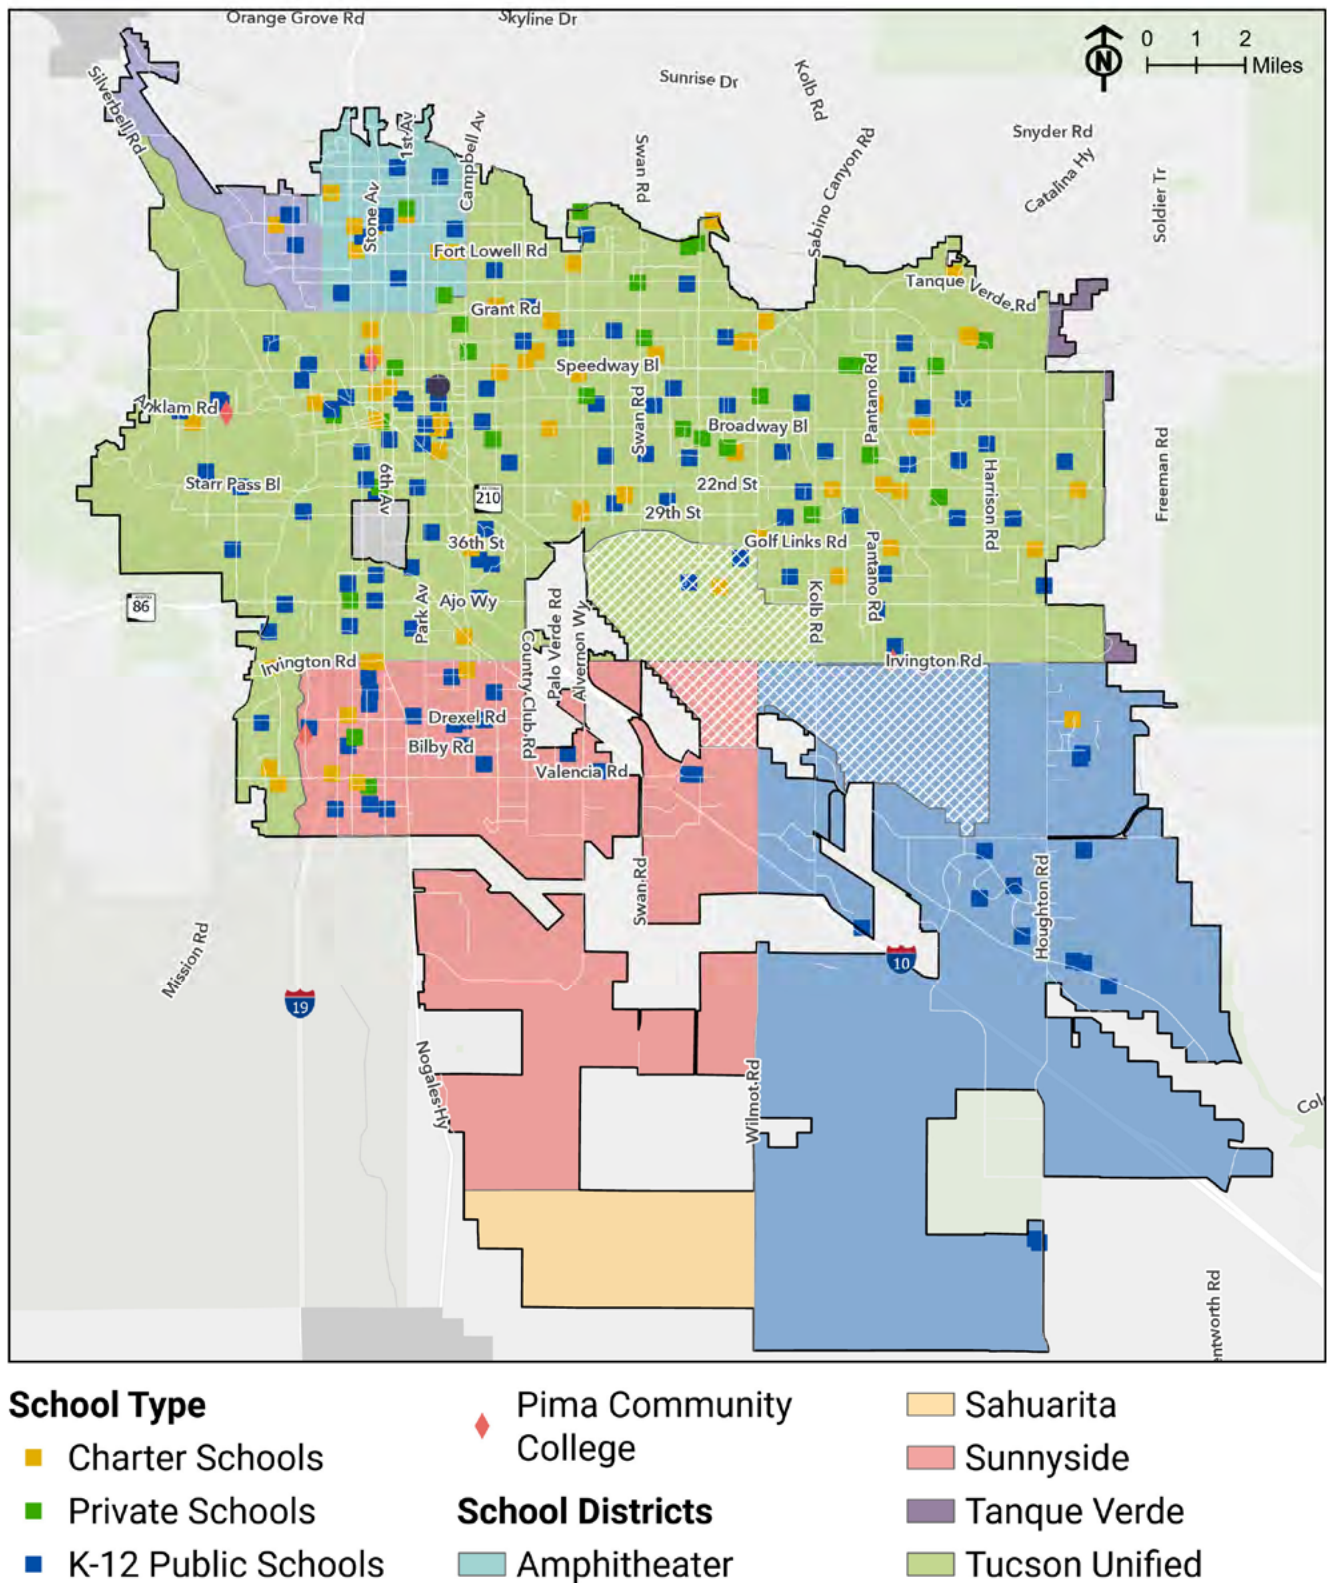 Orange Grove Rd
Skyline Dr
Sunrise Dr
Kolb Rd
0 1 2
Miles
N
Silverbell Rd
1st Av
Campbell Av
Swan Rd
Sabino Canyon Rd
Snyder Rd
Catalina Hy
Soldier Tr
Stone Av
Fort Lowell Rd
Tanque Verde Rd
Grant Rd
Speedway Bl
Pantano Rd
Anklam Rd
Swan Rd
Broadway Bl
Freeman Rd
Starr Pass Bl
9th Av
210
22nd St
Harrison Rd
29th St
36th St
Golf Links Rd
Pantano Rd
86
Park Av
Ajo Wy
Palo Verde Rd
Alvernon Wy
Kolb Rd
Irvington Rd
Country Club Rd
Irvington Rd
Drexel Rd
Bilby Rd
Valencia Rd
Swan Rd
Houghton Rd
Mission Rd
10
19
Nogales Hy
Wilmot Rd
Colo
entworth Rd
School Type
Charter Schools
Private Schools
K-12 Public Schools
Pima Community
College
School Districts
Amphitheater
Sahuarita
Sunnyside
Tanque Verde
Tucson Unified